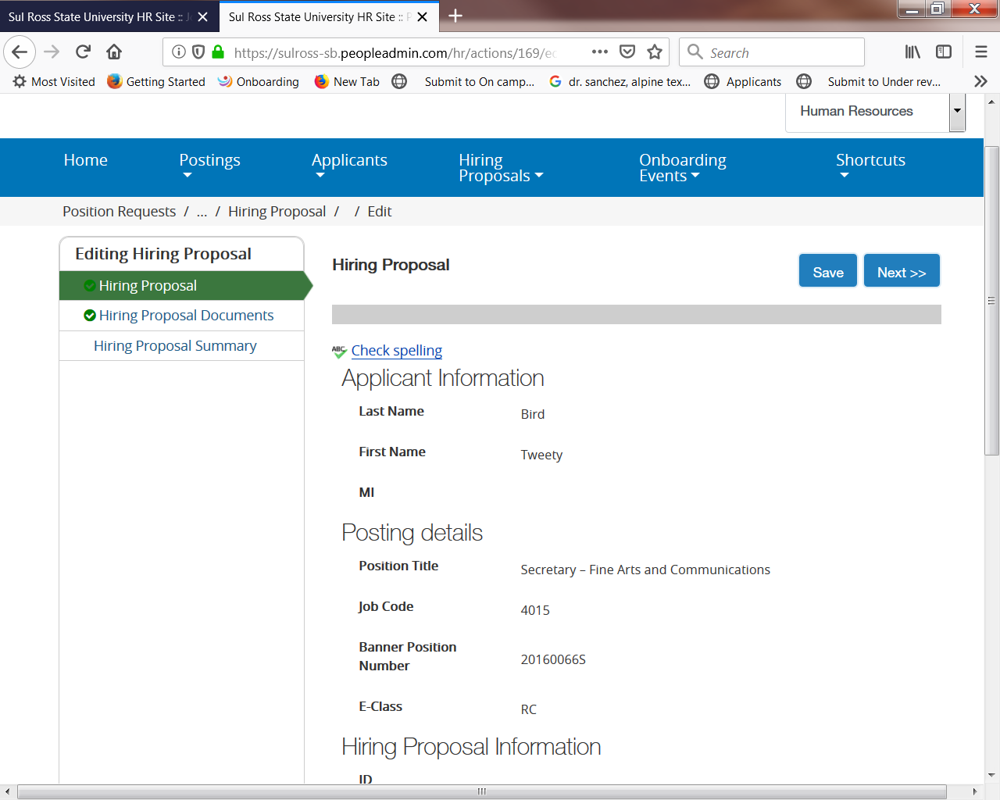 Sul Ross State University HR Site ::
Sul Ross State University HR Site ::
https://sulross-sb.peopleadmin.com/hr/actions/169/e
Search
Most Visited
Getting Started
Onboarding
New Tab
Submit to On camp...
dr. sanchez, alpine tex...
Applicants
Submit to Under rev...
Human Resources
Home
Postings
Applicants
Hiring
Proposals
Onboarding
Events
Shortcuts
Position Requests / ... / Hiring Proposal / / Edit
Editing Hiring Proposal
Hiring Proposal
Hiring Proposal Documents
Hiring Proposal Summary
Hiring Proposal
Save
Next >>
ABC
Check spelling
Applicant Information
Last Name
Bird
First Name
Tweety
MI
Posting details
Position Title
Secretary – Fine Arts and Communications
Job Code
4015
Banner Position
Number
20160066S
E-Class
RC
Hiring Proposal Information
ID